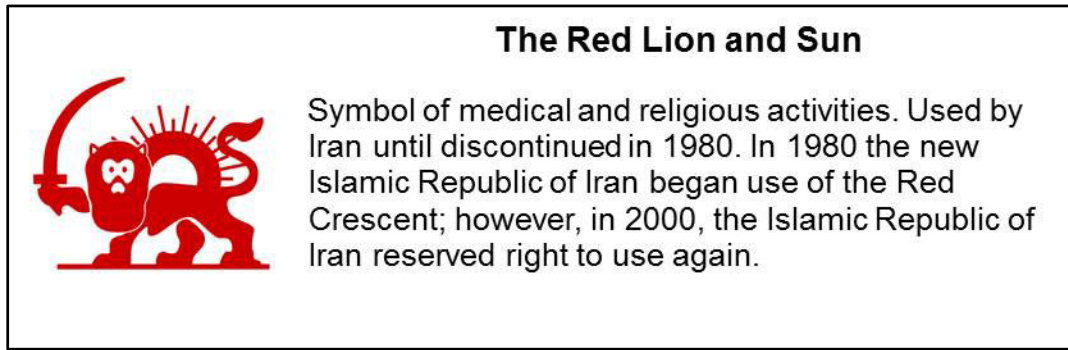 The Red Lion and Sun
Symbol of medical and religious activities. Used by
Iran until discontinued in 1980. In 1980 the new
Islamic Republic of Iran began use of the Red
Crescent; however, in 2000, the Islamic Republic of
Iran reserved right to use again.